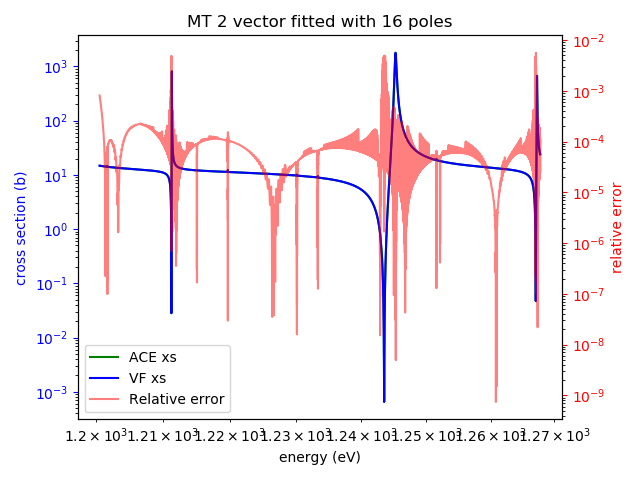 MT 2 vector fitted with 16 poles
10³
10²
10¹
10⁰
10⁻¹
10⁻²
10⁻³
cross section (b)
10⁻²
10⁻³
10⁻⁴
10⁻⁵
10⁻⁶
10⁻⁷
10⁻⁸
10⁻⁹
relative error
ACE xs
VF xs
Relative error
1.2 × 10³ 1.21 × 10³ 1.22 × 10³ 1.23 × 10³ 1.24 × 10³ 1.25 × 10³ 1.26 × 10³ 1.27 × 10³
energy (eV)